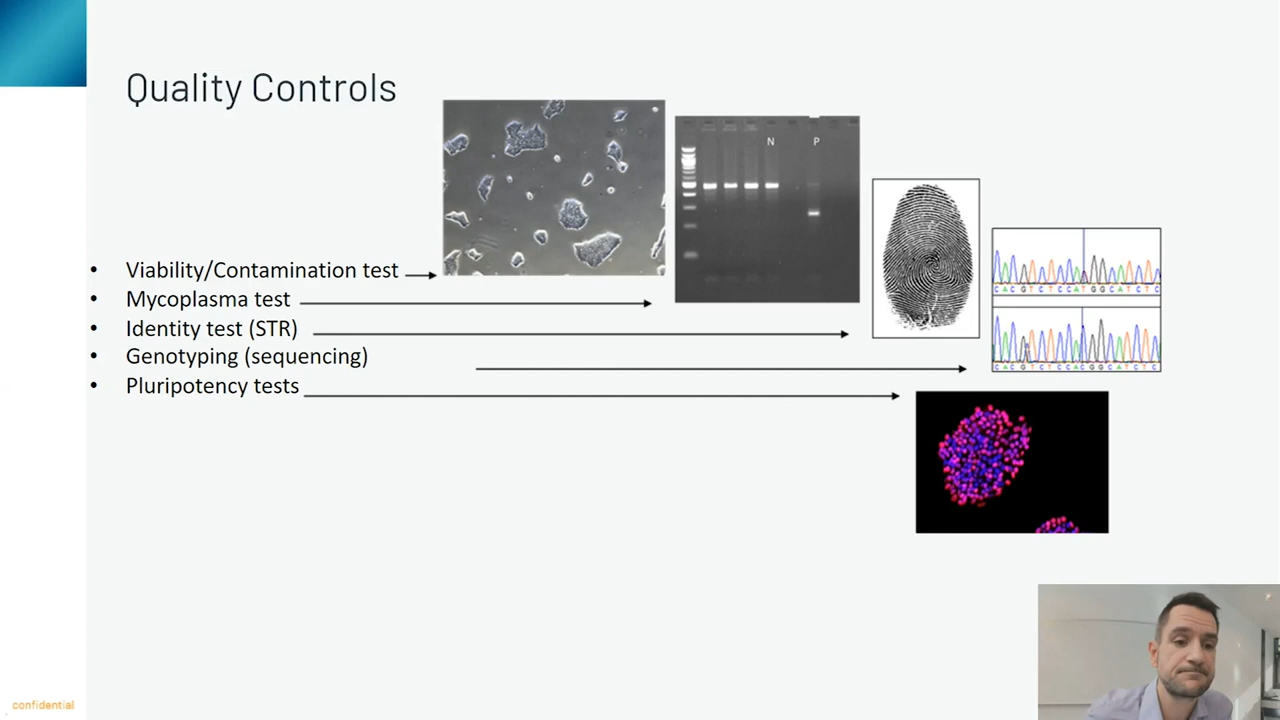 Quality Controls
N P
Viability/Contamination test
Mycoplasma test
Identity test (STR)
Genotyping (sequencing)
Pluripotency tests
C A C G T C T C C A T G G C A T C T C
C A C G T C T C C A C G G C A T C T C
confidential